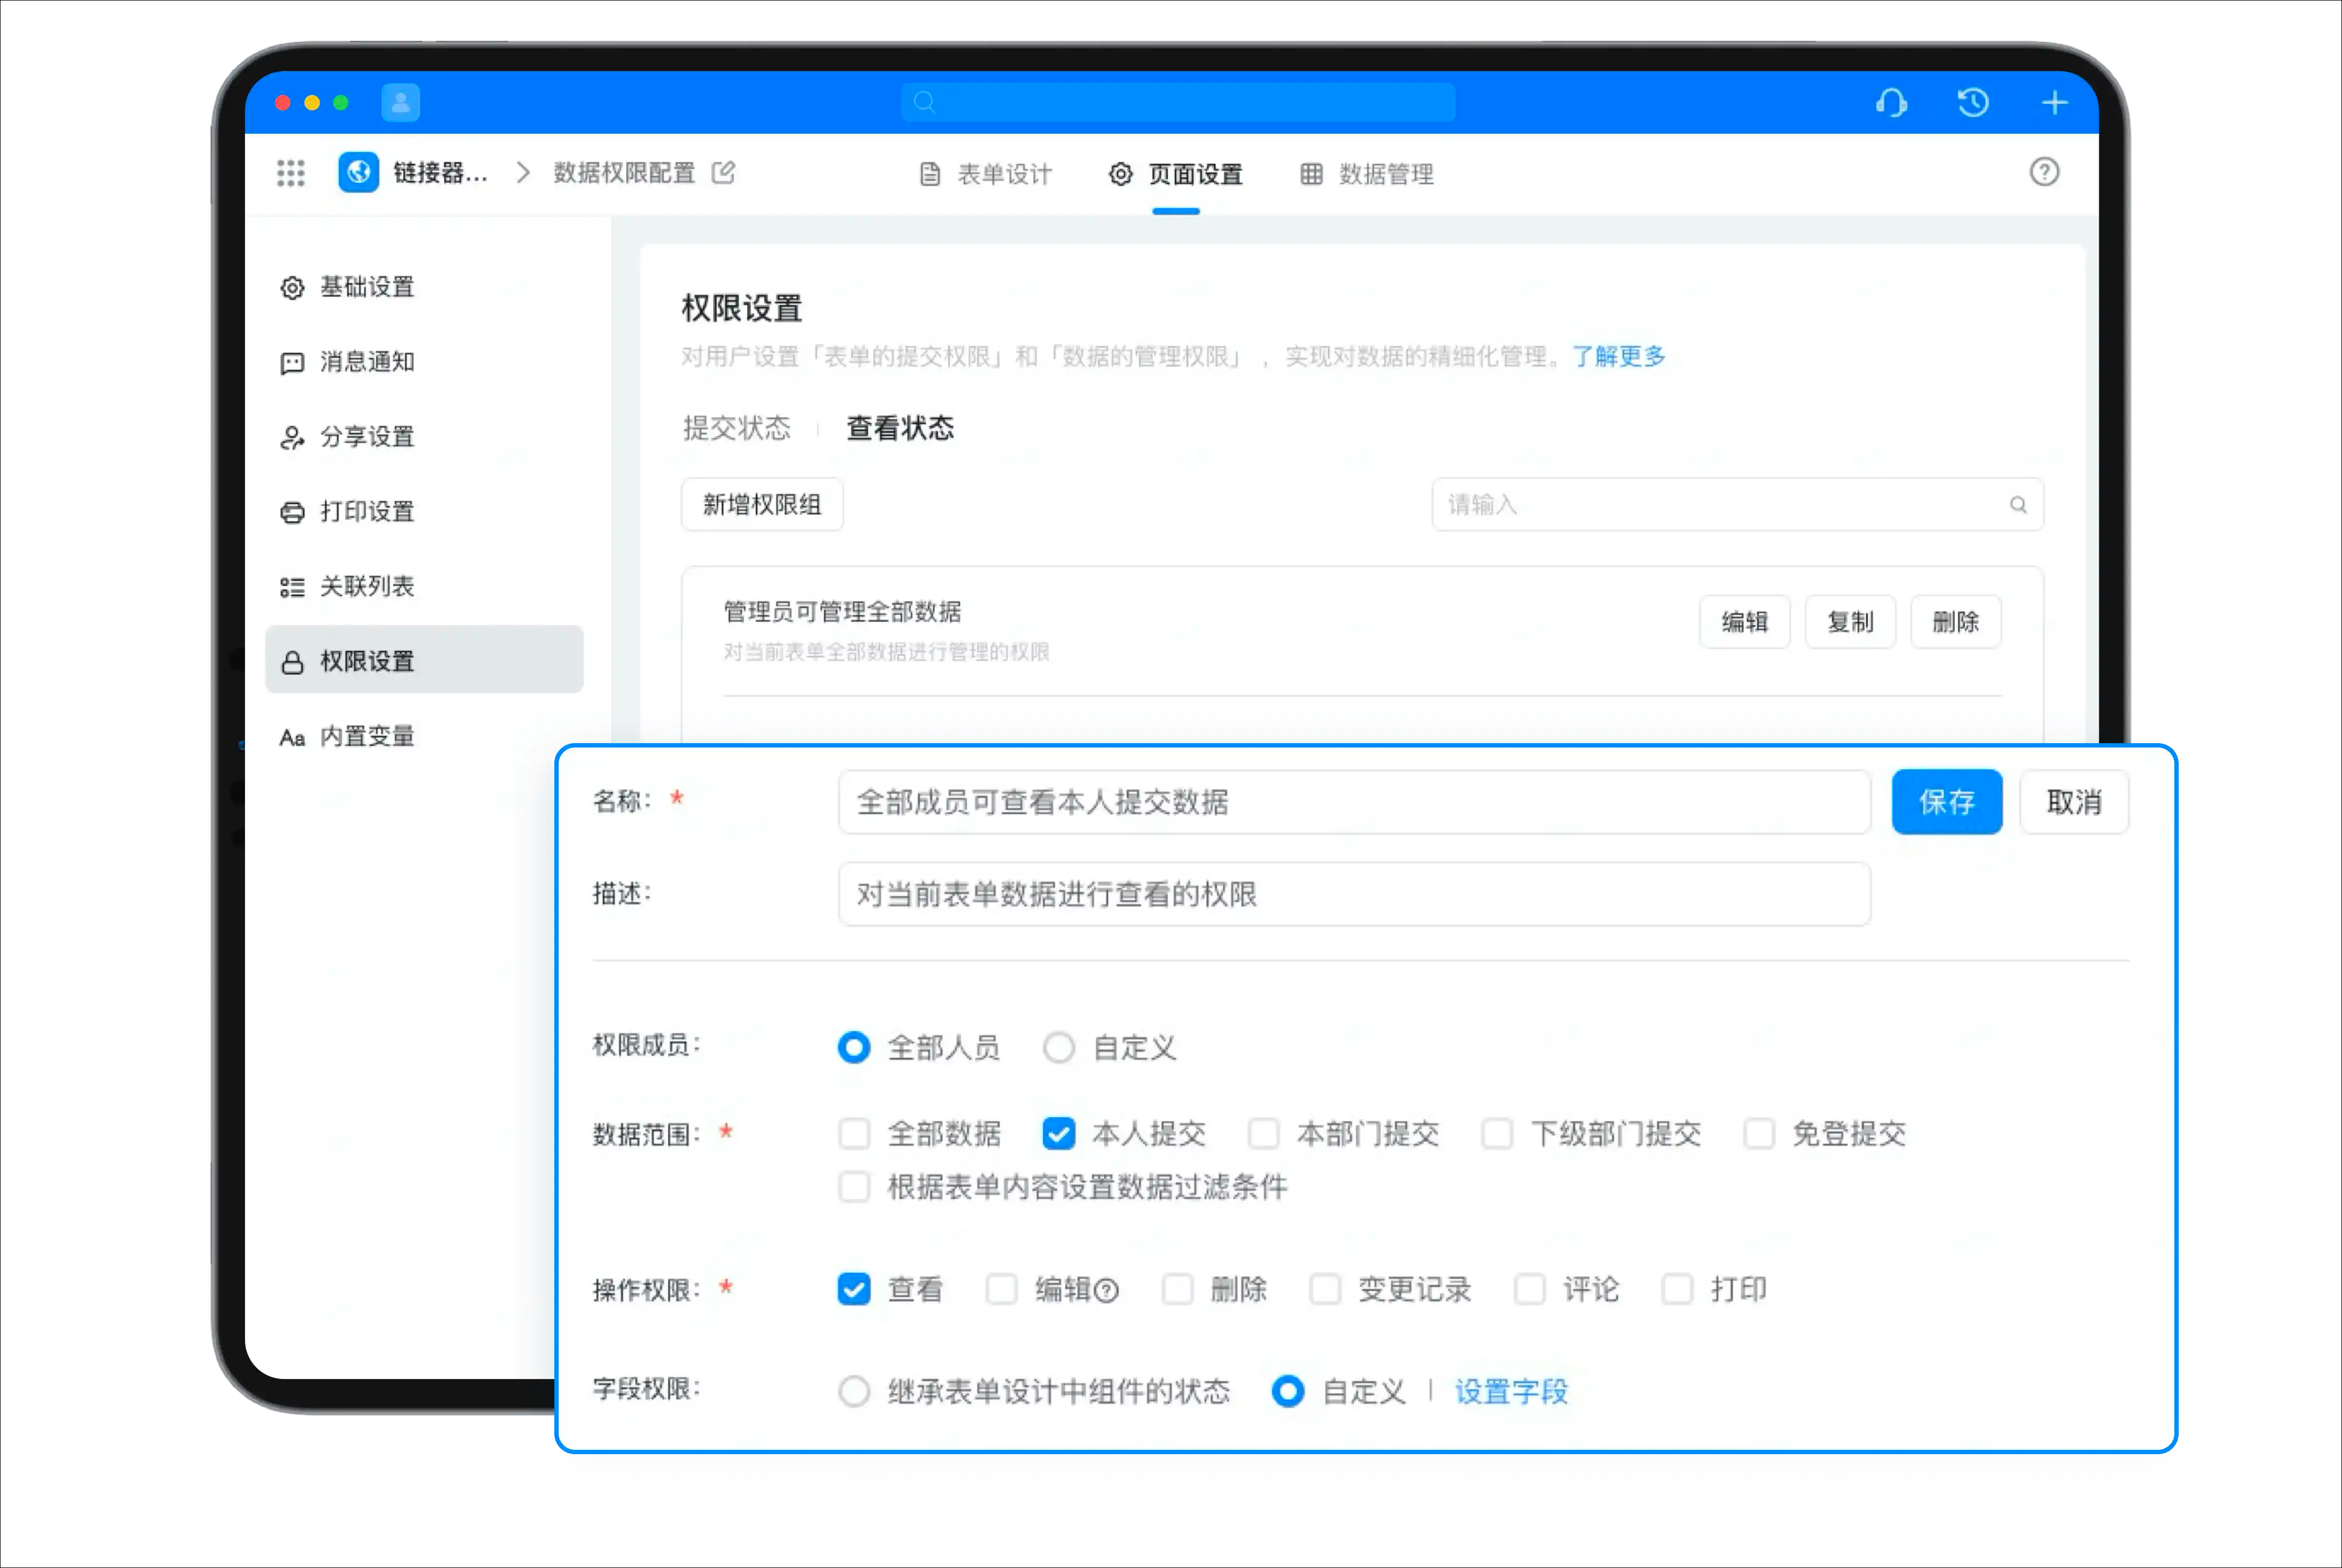 链接器... > 数据权限配置 表单设计 页面设置 数据管理
基础设置
消息通知
分享设置
打印设置
关联列表
权限设置
Aa 内置变量
权限设置
对用户设置「表单的提交权限」和「数据的管理权限」，实现对数据的精细化管理。了解更多
提交状态 查看状态
新增权限组 请输入
管理员可管理全部数据 编辑 复制 删除
对当前表单全部数据进行管理的权限
名称: * 全部成员可查看本人提交数据 保存 取消
描述: 对当前表单数据进行查看的权限
权限成员: 全部人员 自定义
数据范围: * 全部数据 本人提交 本部门提交 下级部门提交 免登提交
根据表单内容设置数据过滤条件
操作权限: * 查看 编辑? 删除 变更记录 评论 打印
字段权限: 继承表单设计中组件的状态 自定义 | 设置字段